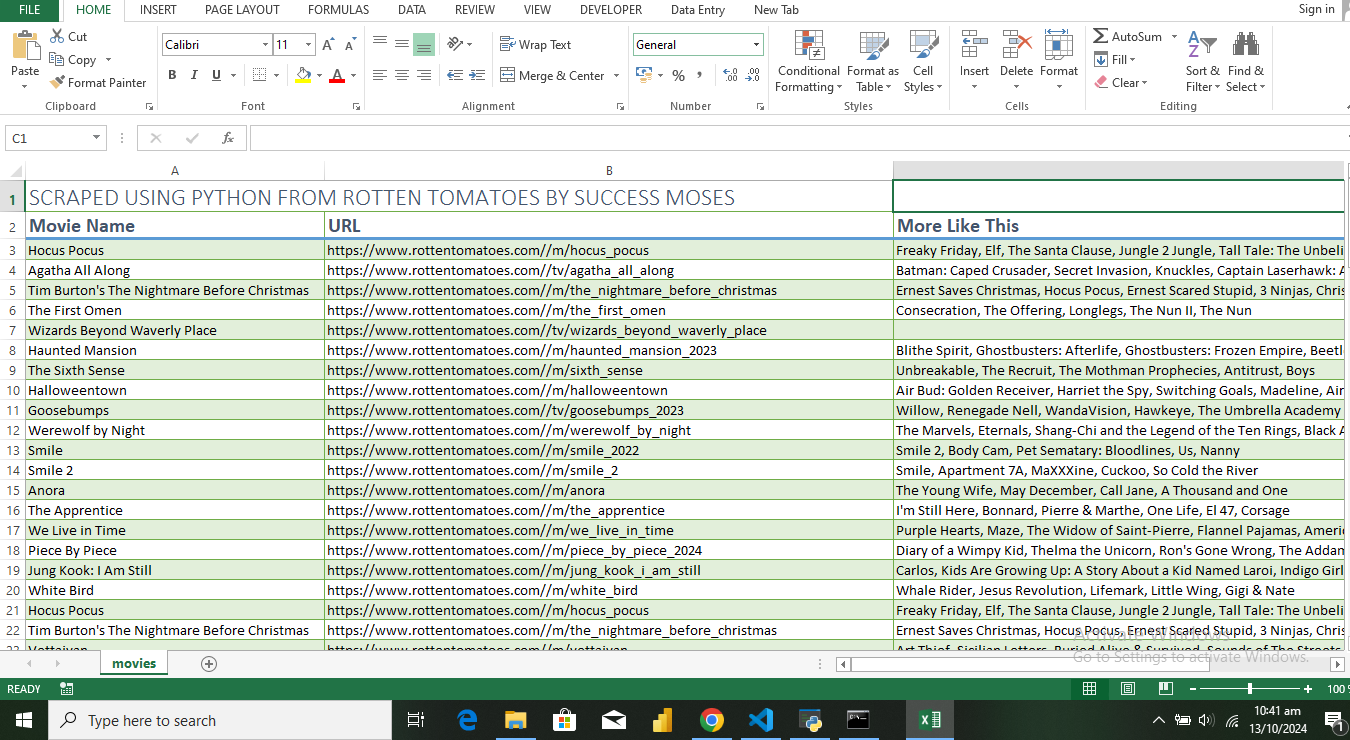 FILE HOME INSERT PAGE LAYOUT FORMULAS DATA REVIEW VIEW DEVELOPER Data Entry New Tab Sign in
Paste Cut Copy Format Painter Clipboard
Calibri 11 B I U A Font
Wrap Text Merge & Center Alignment
General % Number
Conditional Formatting Format as Table Cell Styles Styles
Insert Delete Format Cells
AutoSum Fill Clear Sort & Filter Find & Select Editing
C1 fx
A B
1 SCRAPED USING PYTHON FROM ROTTEN TOMATOES BY SUCCESS MOSES
2 Movie Name URL More Like This
3 Hocus Pocus https://www.rottentomatoes.com//m/hocus_pocus Freaky Friday, Elf, The Santa Clause, Jungle 2 Jungle, Tall Tale: The Unbeli
4 Agatha All Along https://www.rottentomatoes.com//tv/agatha_all_along Batman: Caped Crusader, Secret Invasion, Knuckles, Captain Laserhawk: A
5 Tim Burton's The Nightmare Before Christmas https://www.rottentomatoes.com//m/the_nightmare_before_christmas Ernest Saves Christmas, Hocus Pocus, Ernest Scared Stupid, 3 Ninjas, Chris
6 The First Omen https://www.rottentomatoes.com//m/the_first_omen Consecration, The Offering, Longlegs, The Nun II, The Nun
7 Wizards Beyond Waverly Place https://www.rottentomatoes.com//tv/wizards_beyond_waverly_place
8 Haunted Mansion https://www.rottentomatoes.com//m/haunted_mansion_2023 Blithe Spirit, Ghostbusters: Afterlife, Ghostbusters: Frozen Empire, Beetl
9 The Sixth Sense https://www.rottentomatoes.com//m/sixth_sense Unbreakable, The Recruit, The Mothman Prophecies, Antitrust, Boys
10 Halloweentown https://www.rottentomatoes.com//m/halloweentown Air Bud: Golden Receiver, Harriet the Spy, Switching Goals, Madeline, Air
11 Goosebumps https://www.rottentomatoes.com//tv/goosebumps_2023 Willow, Renegade Nell, WandaVision, Hawkeye, The Umbrella Academy
12 Werewolf by Night https://www.rottentomatoes.com//m/werewolf_by_night The Marvels, Eternals, Shang-Chi and the Legend of the Ten Rings, Black A
13 Smile https://www.rottentomatoes.com//m/smile_2022 Smile 2, Body Cam, Pet Sematary: Bloodlines, Us, Nanny
14 Smile 2 https://www.rottentomatoes.com//m/smile_2 Smile, Apartment 7A, MaXXXine, Cuckoo, So Cold the River
15 Anora https://www.rottentomatoes.com//m/anora The Young Wife, May December, Call Jane, A Thousand and One
16 The Apprentice https://www.rottentomatoes.com//m/the_apprentice I'm Still Here, Bonnard, Pierre & Marthe, One Life, El 47, Corsage
17 We Live in Time https://www.rottentomatoes.com//m/we_live_in_time Purple Hearts, Maze, The Widow of Saint-Pierre, Flannel Pajamas, Ameri
18 Piece By Piece https://www.rottentomatoes.com//m/piece_by_piece_2024 Diary of a Wimpy Kid, Thelma the Unicorn, Ron's Gone Wrong, The Addam
19 Jung Kook: I Am Still https://www.rottentomatoes.com//m/jung_kook_i_am_still Carlos, Kids Are Growing Up: A Story About a Kid Named Laroi, Indigo Girl
20 White Bird https://www.rottentomatoes.com//m/white_bird Whale Rider, Jesus Revolution, Lifemark, Little Wing, Gigi & Nate
21 Hocus Pocus https://www.rottentomatoes.com//m/hocus_pocus Freaky Friday, Elf, The Santa Clause, Jungle 2 Jungle, Tall Tale: The Unbeli
22 Tim Burton's The Nightmare Before Christmas https://www.rottentomatoes.com//m/the_nightmare_before_christmas Ernest Saves Christmas, Hocus Pocus, Ernest Scared Stupid, 3 Ninjas, Chris
Activate Windows
Go to Settings to activate Windows.
movies
READY 100
Type here to search 10:41 am
13/10/2024 1